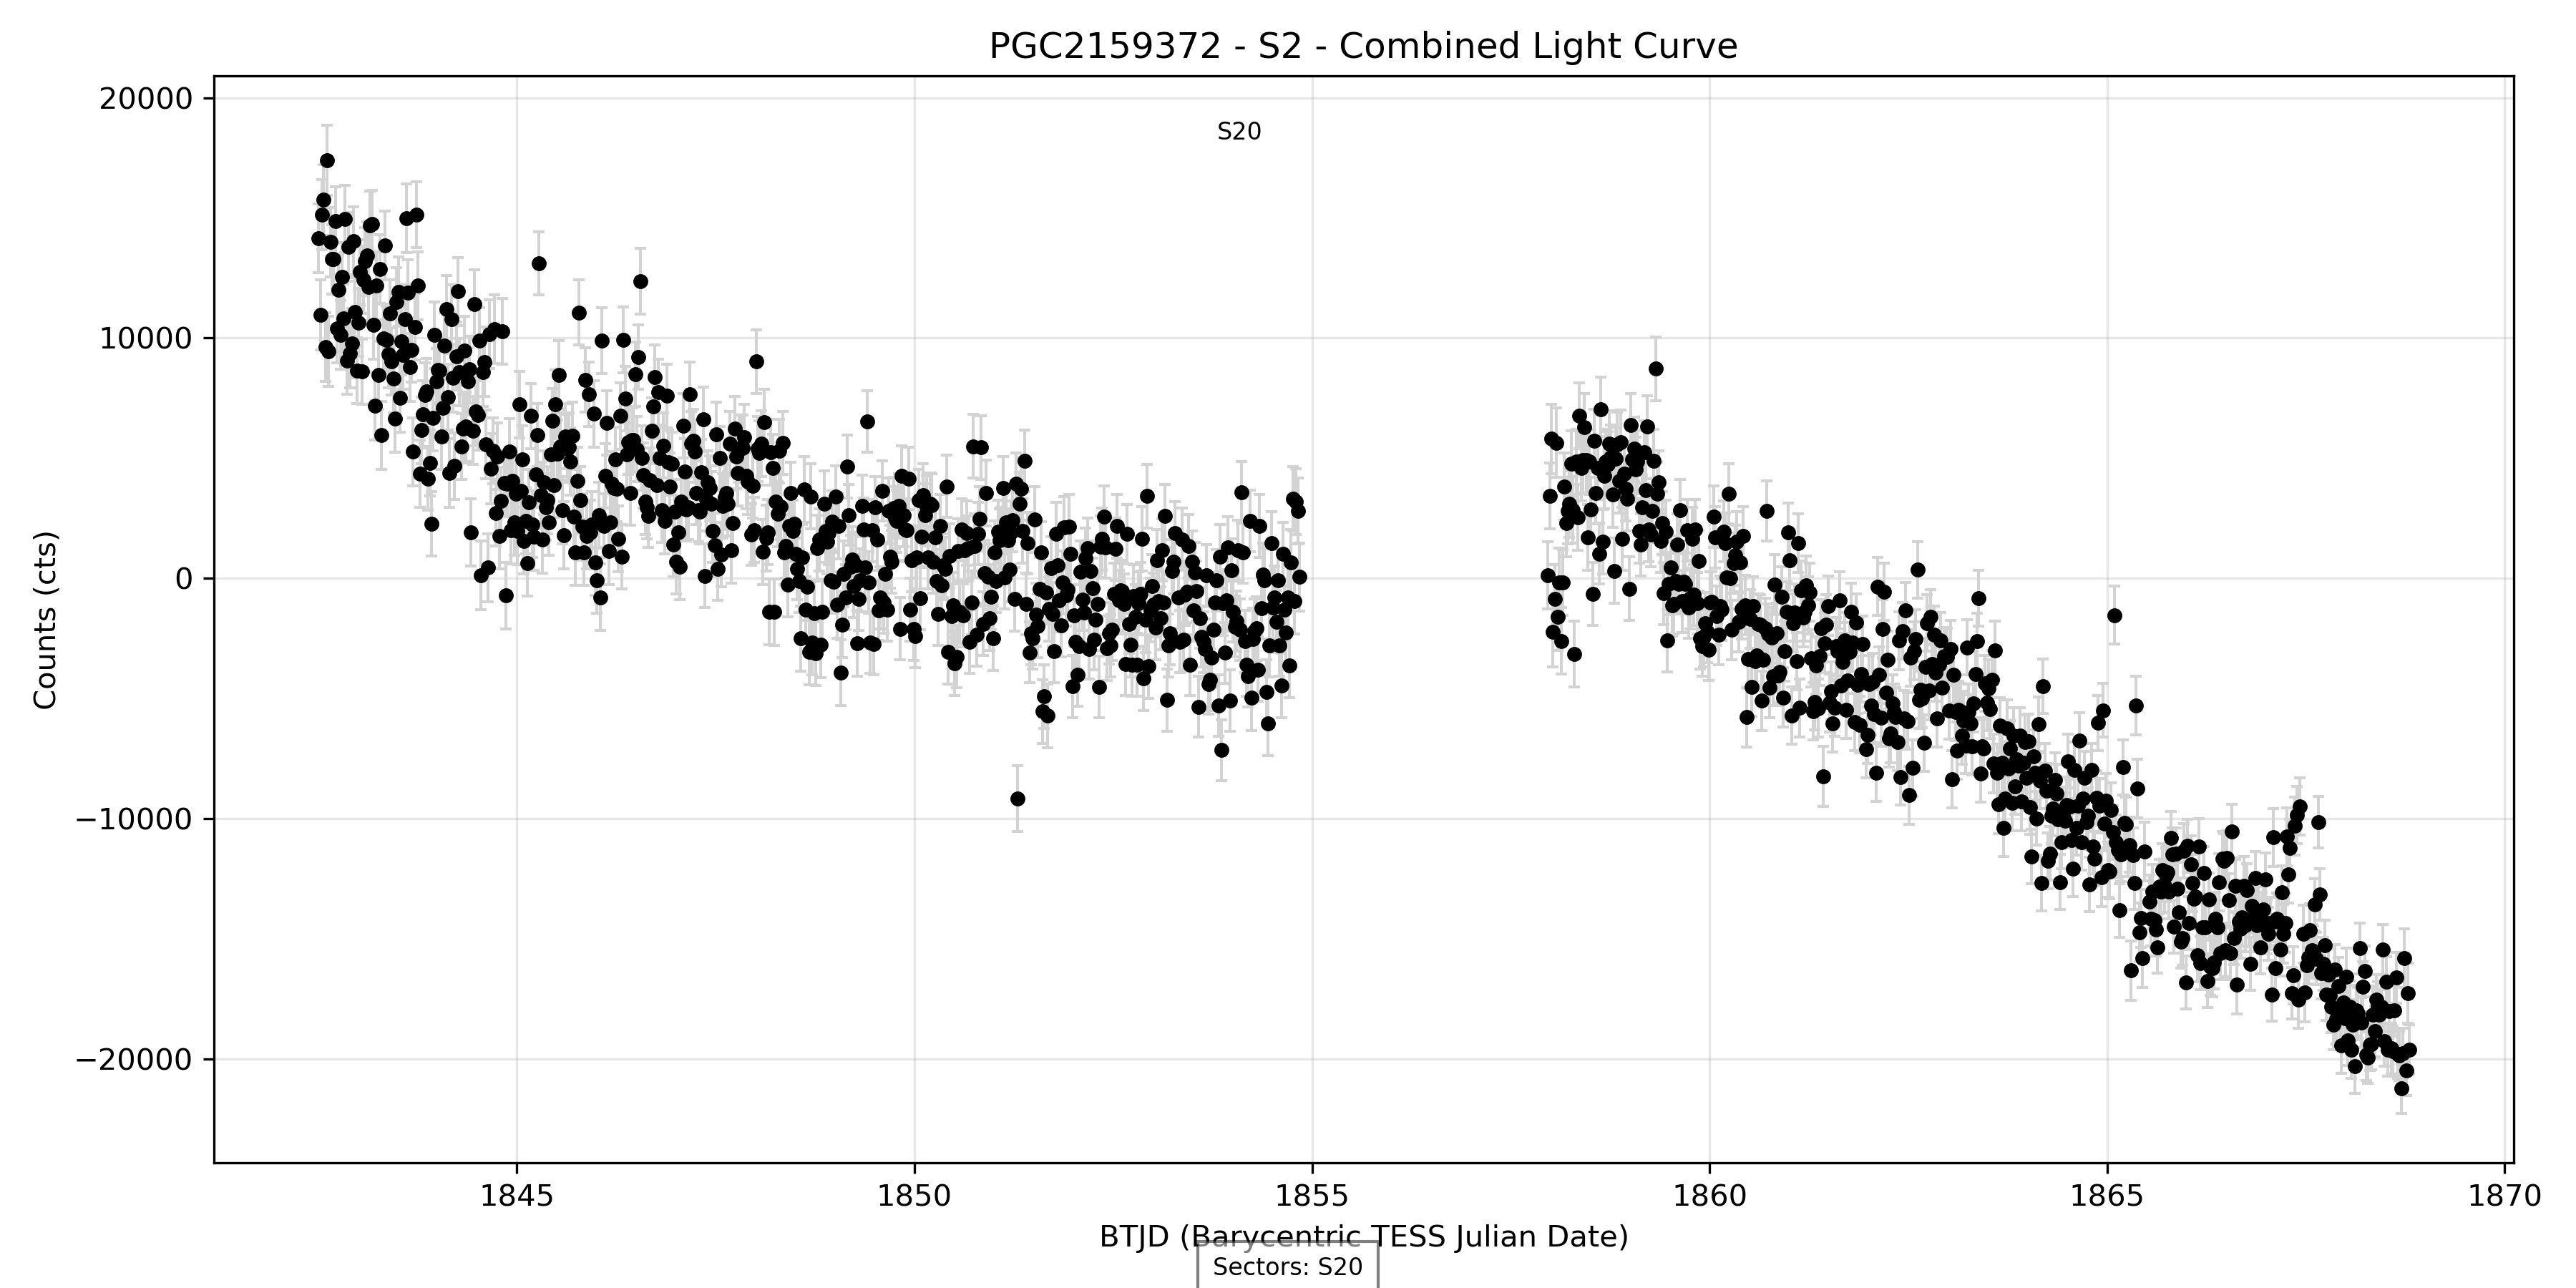 PGC2159372 - S2 - Combined Light Curve
20000
10000
0
−10000
−20000
Counts (cts)
S20
1845
1850
1855
1860
1865
1870
BTJD (Barycentric TESS Julian Date)
Sectors: S20